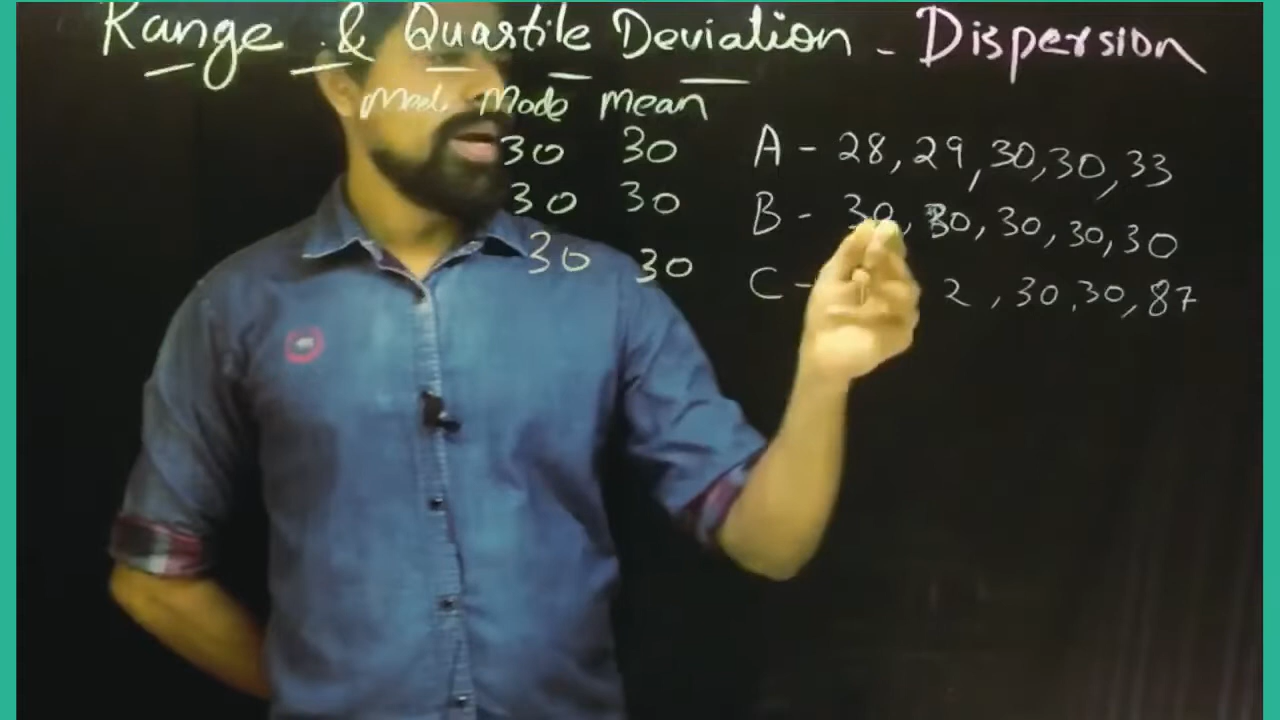 Range & Quartile Deviation - Dispersion
Mode Mean
30 30 A - 28, 29, 30, 30, 33
30 30 B - 30, 30, 30, 30, 30
30 30 C - 2, 30, 30, 87